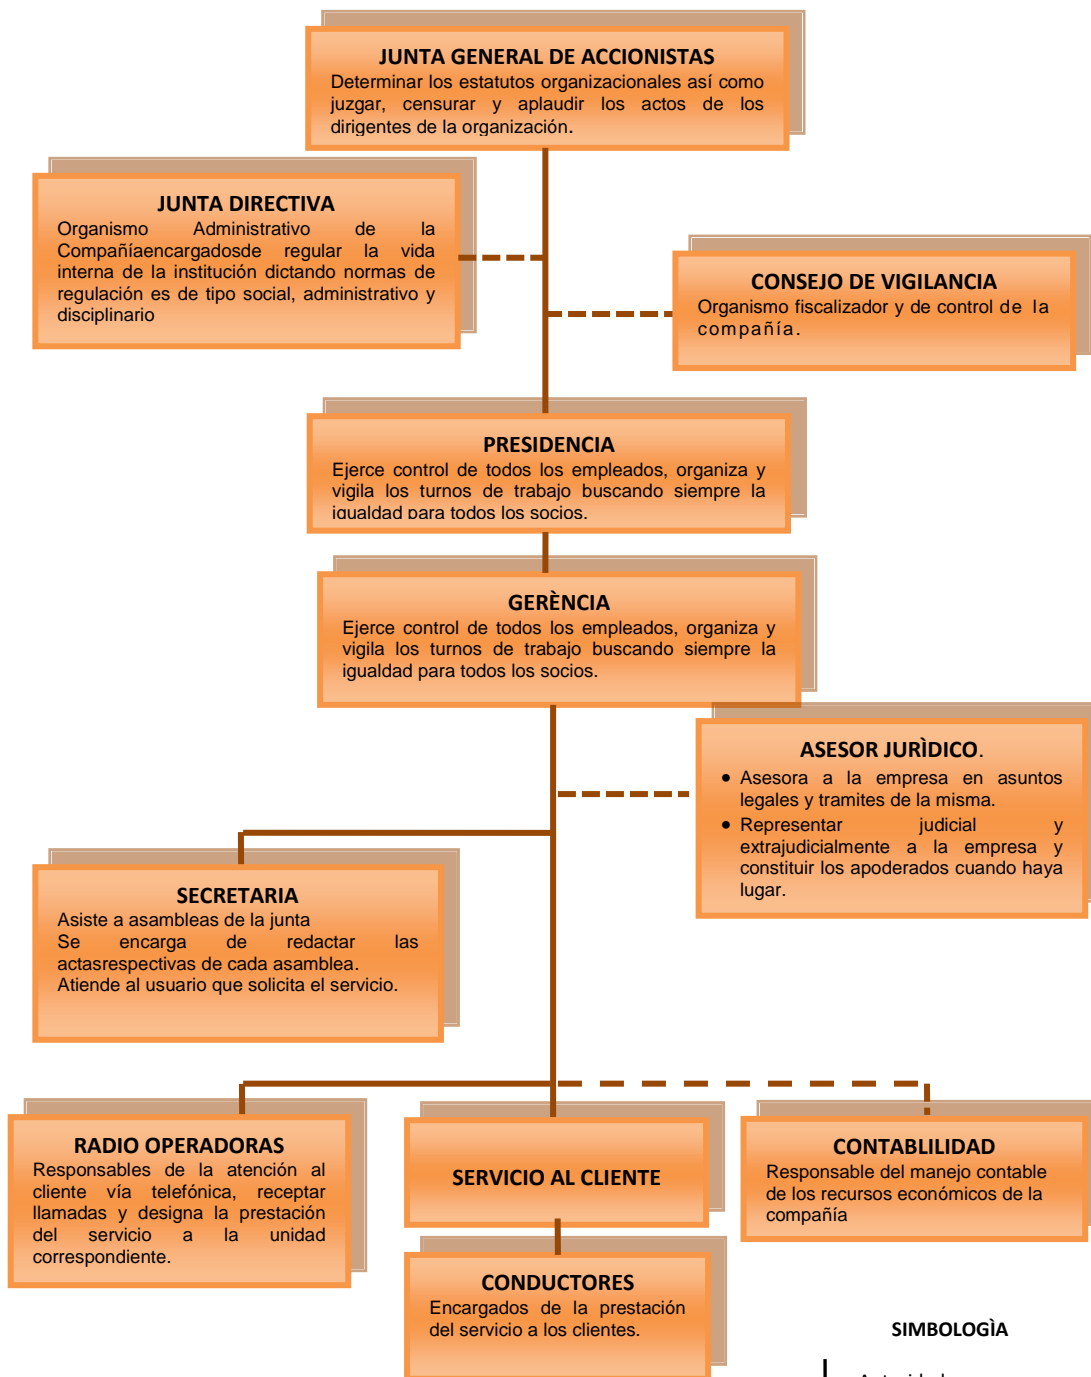 JUNTA GENERAL DE ACCIONISTAS
Determinar los estatutos organizacionales así como
juzgar, censurar y aplaudir los actos de los
dirigentes de la organización.
JUNTA DIRECTIVA
Organismo Administrativo de la
Compañíaencargadosde regular la vida
interna de la institución dictando normas de
regulación es de tipo social, administrativo y
disciplinario
CONSEJO DE VIGILANCIA
Organismo fiscalizador y de control de la
compañía.
PRESIDENCIA
Ejerce control de todos los empleados, organiza y
vigila los turnos de trabajo buscando siempre la
igualdad para todos los socios.
GERÈNCIA
Ejerce control de todos los empleados, organiza y
vigila los turnos de trabajo buscando siempre la
igualdad para todos los socios.
ASESOR JURÌDICO.
• Asesora a la empresa en asuntos
legales y tramites de la misma.
• Representar judicial y
extrajudicialmente a la empresa y
constituir los apoderados cuando haya
lugar.
SECRETARIA
Asiste a asambleas de la junta
Se encarga de redactar las
actasrespectivas de cada asamblea.
Atiende al usuario que solicita el servicio.
RADIO OPERADORAS
Responsables de la atención al
cliente vía telefónica, receptar
llamadas y designa la prestación
del servicio a la unidad
correspondiente.
SERVICIO AL CLIENTE
CONTABLILIDAD
Responsable del manejo contable
de los recursos económicos de la
compañía
CONDUCTORES
Encargados de la prestación
del servicio a los clientes.
SIMBOLOGÌA